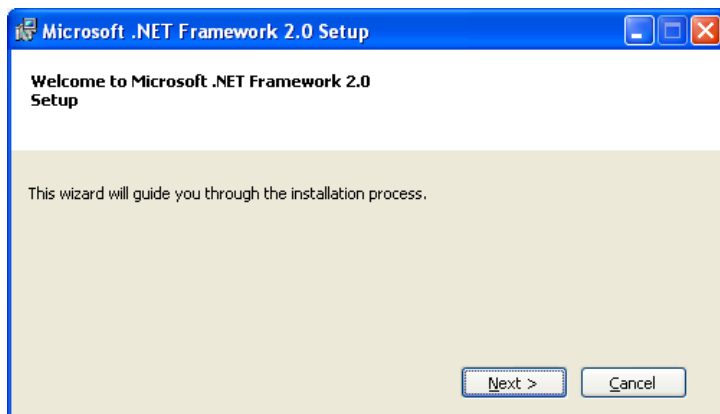 Microsoft .NET Framework 2.0 Setup
Welcome to Microsoft .NET Framework 2.0
Setup
This wizard will guide you through the installation process.
Next >
Cancel